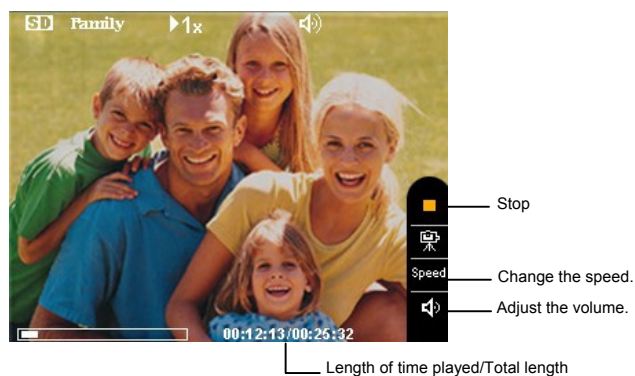 SD Family 1x
Stop
Speed
Change the speed.
Adjust the volume.
00:12:13/00:25:32
Length of time played/Total length